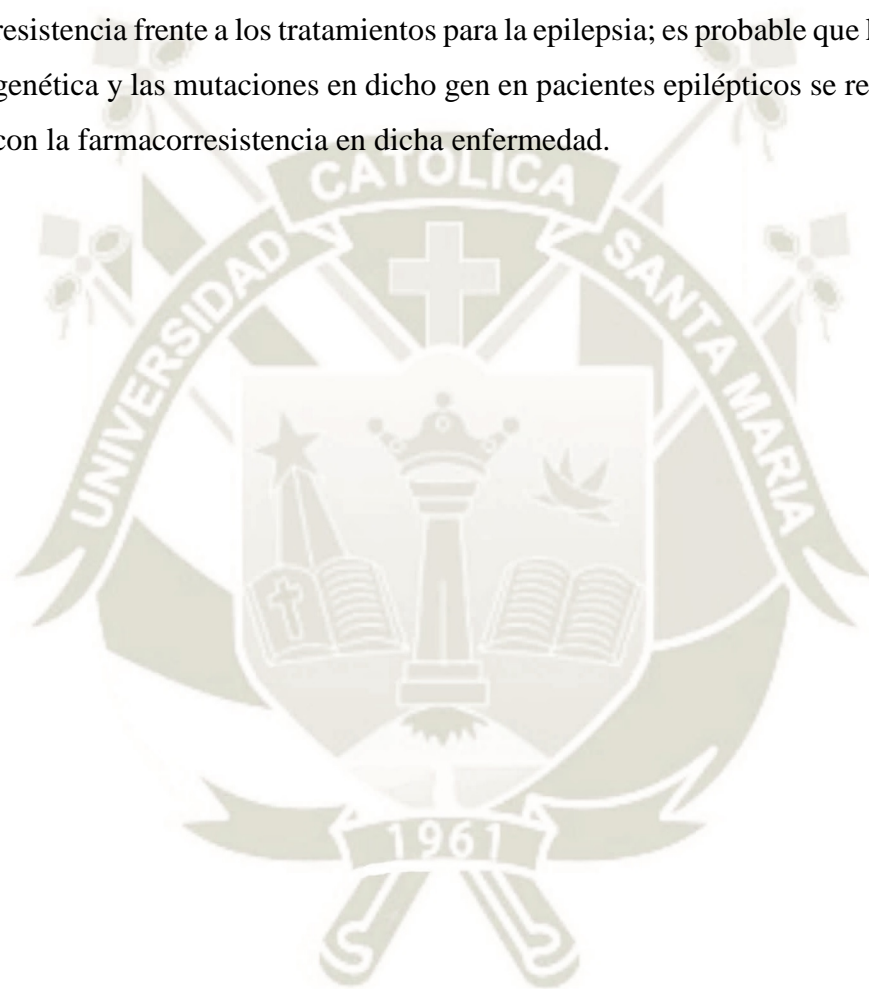 resistencia frente a los tratamientos para la epilepsia; es probable que
genética y las mutaciones en dicho gen en pacientes epilépticos se
con la farmacorresistencia en dicha enfermedad.
UNIVERSIDAD CATOLICA SANTA MARIA
1961